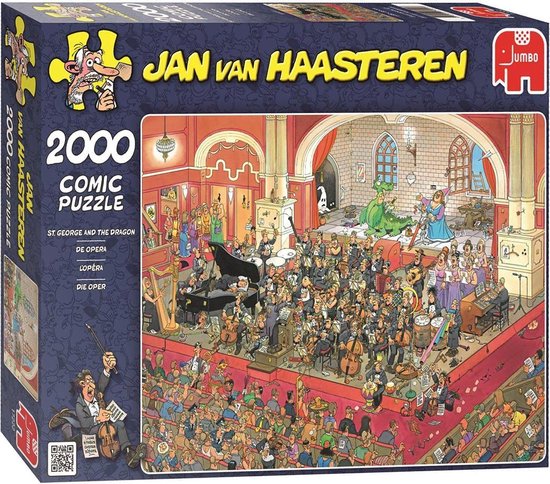 JAN VAN HAASTEREN
Jumbo
2000
COMIC
PUZZLE
ST. GEORGE AND THE DRAGON
DE OPERA
L'OPÉRA
DIE OPER
JAN
VAN HAASTEREN
2000 COMIC PUZZLE
Jumbo